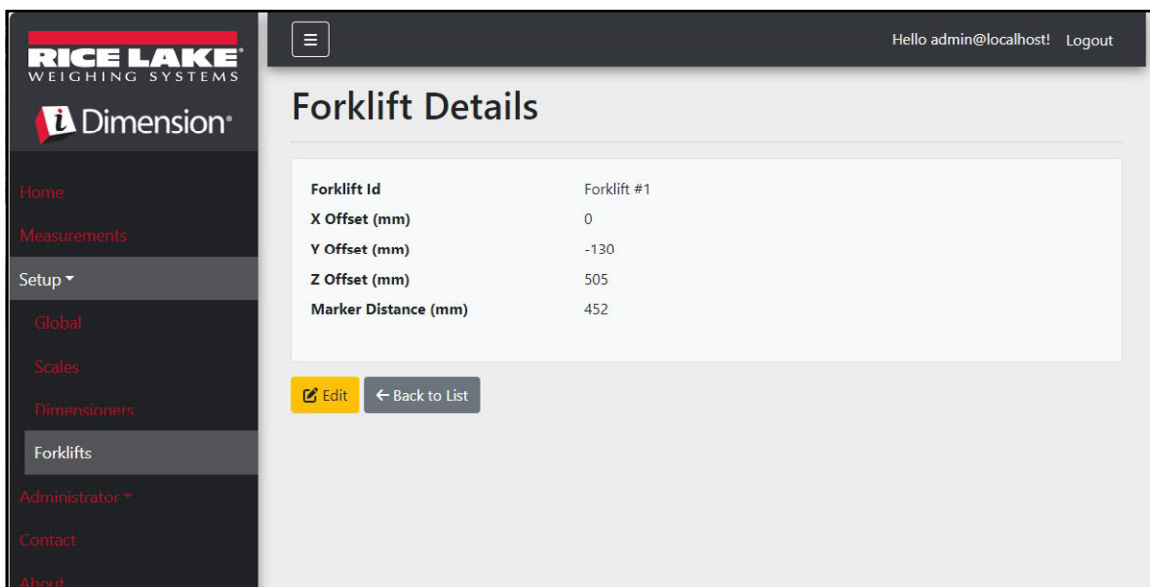 RICE LAKE®
WEIGHING SYSTEMS
i Dimension®
Home
Measurements
Setup
Global
Scales
Dimensioners
Forklifts
Administrator
Contact
About
Hello admin@localhost! Logout
Forklift Details
Forklift Id Forklift #1
X Offset (mm) 0
Y Offset (mm) -130
Z Offset (mm) 505
Marker Distance (mm) 452
Edit ← Back to List